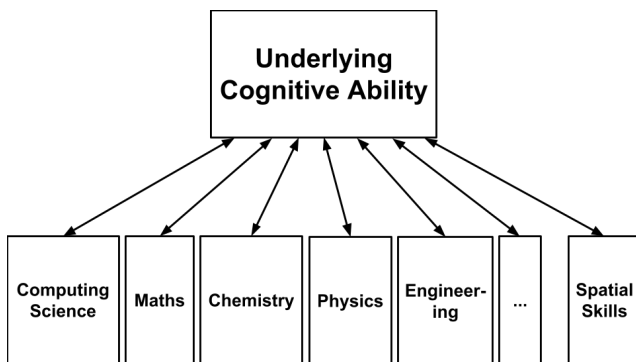 Underlying
Cognitive Ability
Computing
Science
Maths
Chemistry
Physics
Engineer-
ing
...
Spatial
Skills